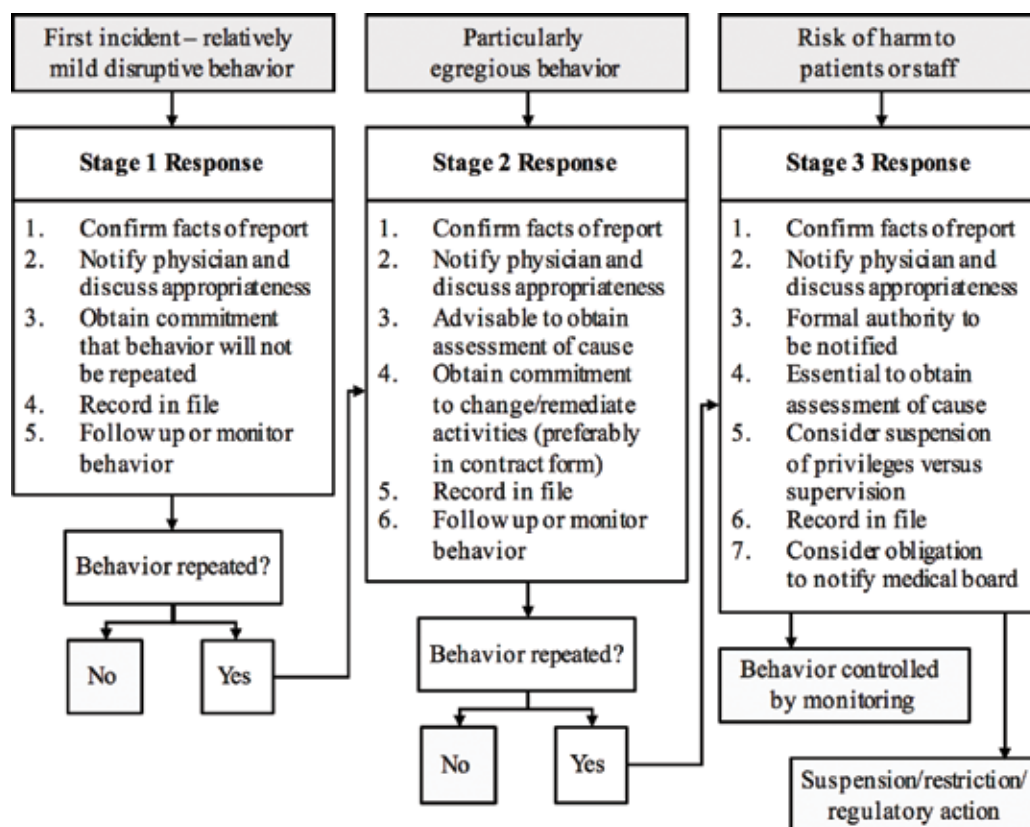 First incident – relatively
mild disruptive behavior
Stage 1 Response
1. Confirm facts of report
2. Notify physician and
discuss appropriateness
3. Obtain commitment
that behavior will not
be repeated
4. Record in file
5. Follow up or monitor
behavior
Behavior repeated?
No
Yes
Particularly
egregious behavior
Stage 2 Response
1. Confirm facts of report
2. Notify physician and
discuss appropriateness
3. Advisable to obtain
assessment of cause
4. Obtain commitment
to change/remediate
activities (preferably
in contract form)
5. Record in file
6. Follow up or monitor
behavior
Behavior repeated?
No
Yes
Risk of harm to
patients or staff
Stage 3 Response
1. Confirm facts of report
2. Notify physician and
discuss appropriateness
3. Formal authority to
be notified
4. Essential to obtain
assessment of cause
5. Consider suspension
of privileges versus
supervision
6. Record in file
7. Consider obligation
to notify medical board
Behavior controlled
by monitoring
Suspension/restriction/
regulatory action